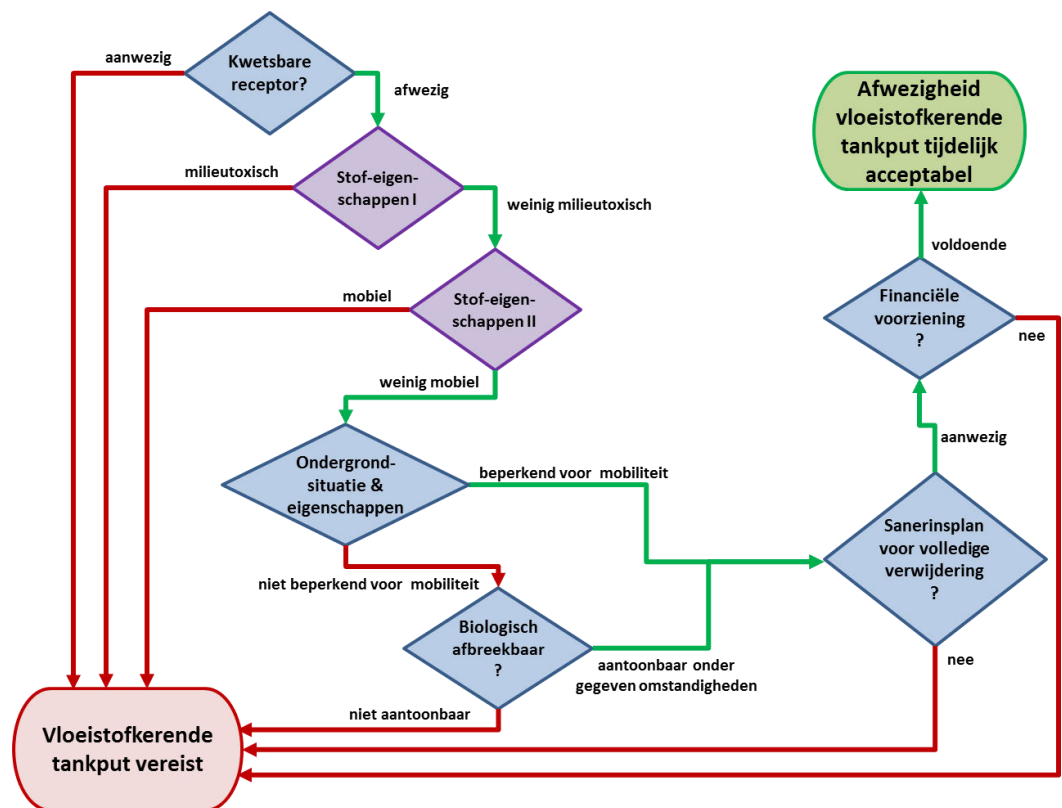 aanwezig
Kwetsbare
receptor?
afwezig
milieutoxisch
Stof-eigen-
schappen I
weinig milieutoxisch
mobiel
Stof-eigen-
schappen II
weinig mobiel
Ondergrond-
situatie &
eigenschappen
beperkend voor mobiliteit
niet beperkend voor mobiliteit
Biologisch
afbreekbaar
?
aantoonbaar onder
gegeven omstandigheden
niet aantoonbaar
Vloeistofkerende
tankput vereist
Afwezigheid
vloeistofkerende
tankput tijdelijk
acceptabel
voldoende
Financiële
voorziening
?
nee
aanwezig
Sanerinsplan
voor volledige
verwijdering
?
nee